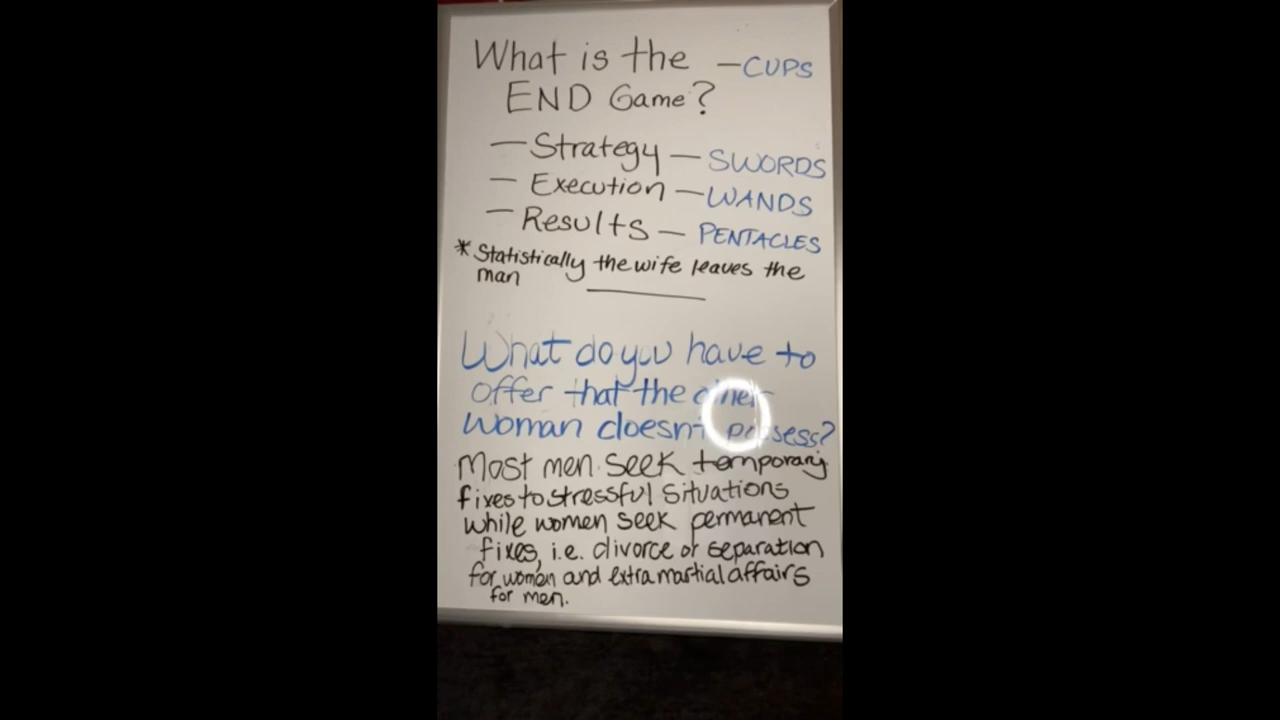 What is the — CUPS
END Game?
— Strategy — SWORDS
— Execution — WANDS
— Results — PENTACLES
* Statistically the wife leaves the
man
What do you have to
offer that the other
woman doesn't possess?
Most men seek temporary
fixes to stressful situations
while women seek permanent
fixes, i.e. divorce or separation
for women and extra martial affairs
for men.